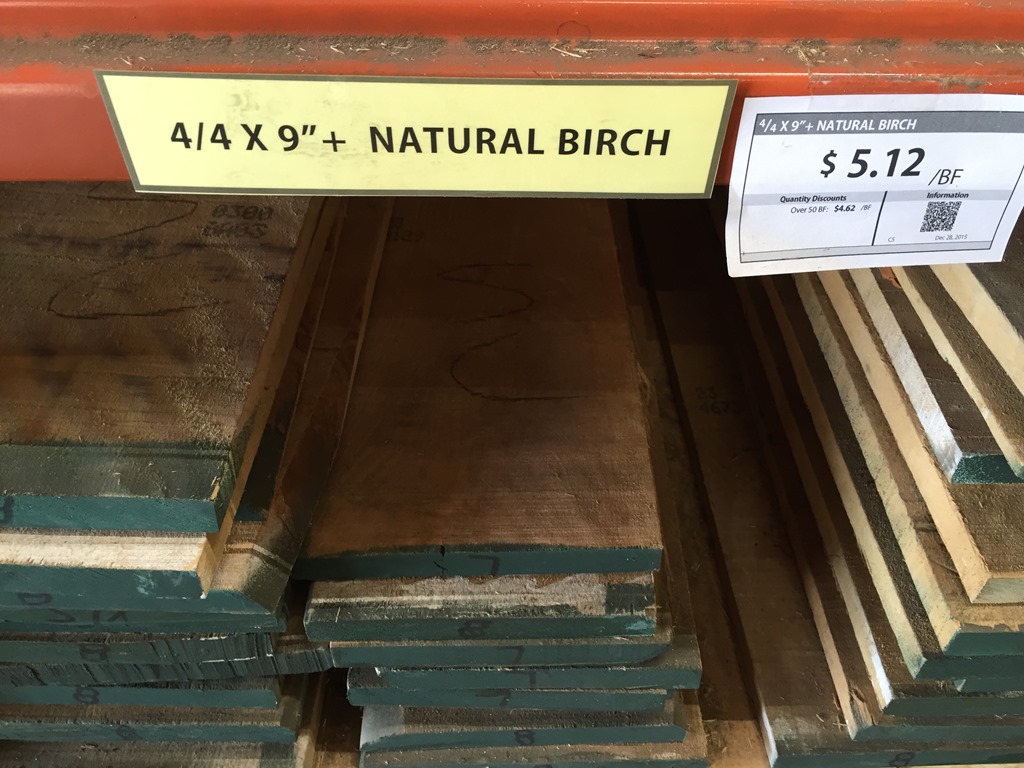 4/4 X 9"+ NATURAL BIRCH
4/4 X 9"+ NATURAL BIRCH
$ 5.12 /BF
Quantity Discounts
Over 50 BF: $4.62 /BF
Information
CS Dec 28, 2015